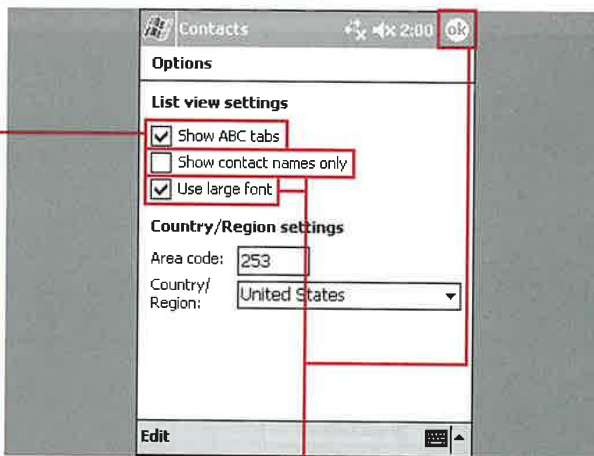 Contacts 2:00 ok
Options
List view settings
Show ABC tabs
Show contact names only
Use large font
Country/Region settings
Area code: 253
Country/
Region: United States
Edit